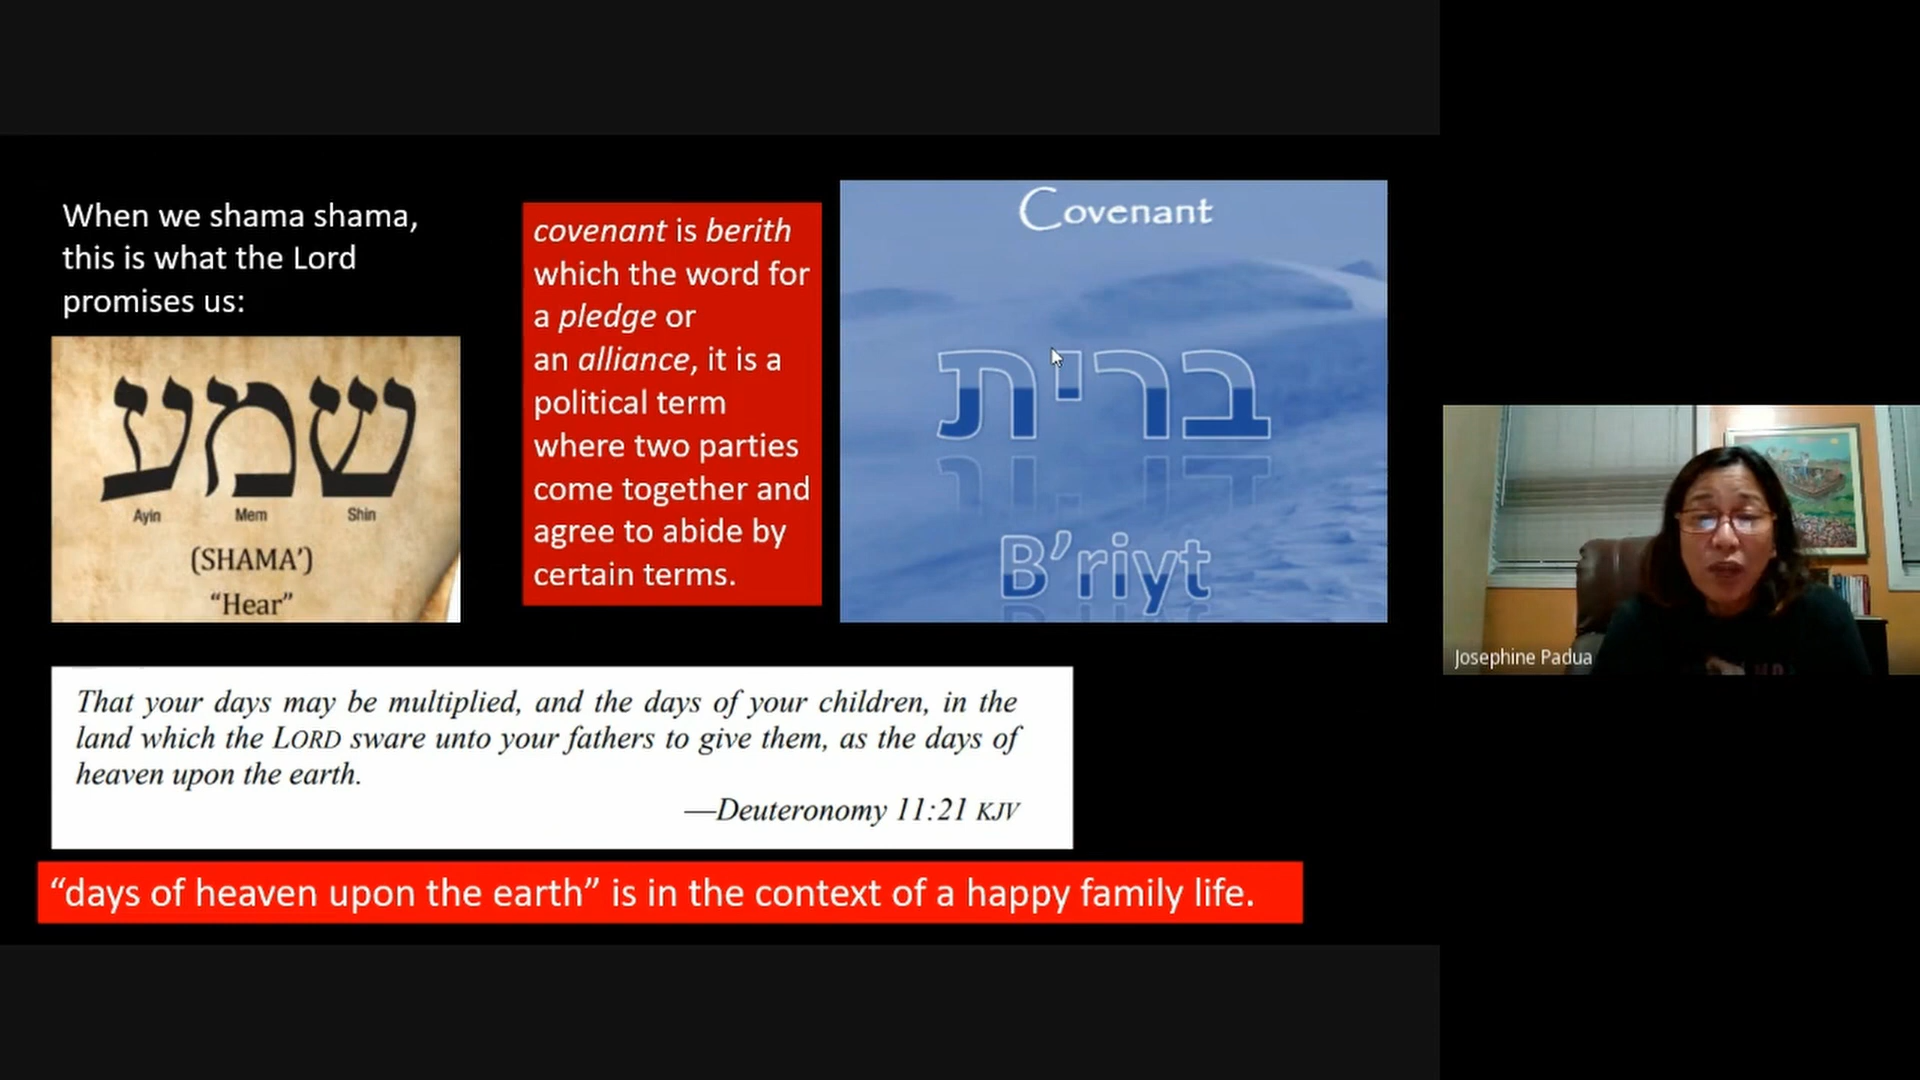 When we shama shama,
this is what the Lord
promises us:
שמע
Ayin Mem Shin
(SHAMA’)
“Hear”
covenant is berith
which the word for
a pledge or
an alliance, it is a
political term
where two parties
come together and
agree to abide by
certain terms.
Covenant
ברית
B’riyt
That your days may be multiplied, and the days of your children, in the
land which the LORD sware unto your fathers to give them, as the days of
heaven upon the earth.
—Deuteronomy 11:21 KJV
“days of heaven upon the earth” is in the context of a happy family life.
Josephine Padua